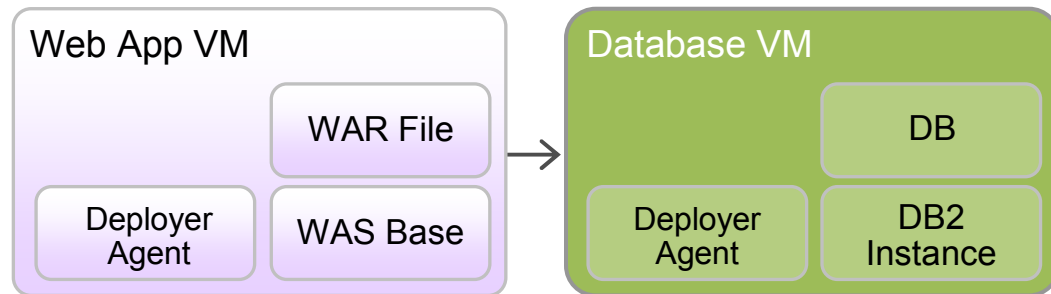 Web App VM
WAR File
Deployer
Agent
WAS Base
Database VM
DB
Deployer
Agent
DB2
Instance